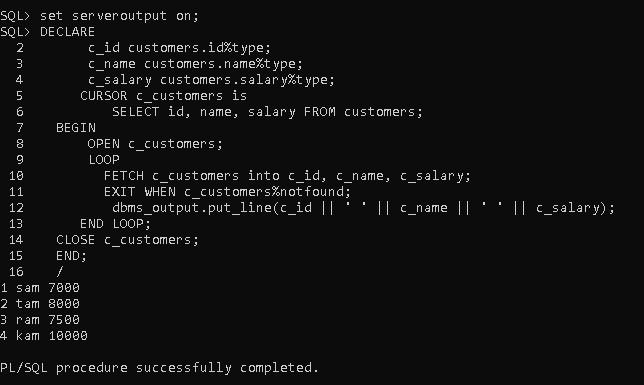 SQL> set serveroutput on;
SQL> DECLARE
2 c_id customers.id%type;
3 c_name customers.name%type;
4 c_salary customers.salary%type;
5 CURSOR c_customers is
6 SELECT id, name, salary FROM customers;
7 BEGIN
8 OPEN c_customers;
9 LOOP
10 FETCH c_customers into c_id, c_name, c_salary;
11 EXIT WHEN c_customers%notfound;
12 dbms_output.put_line(c_id || ' ' || c_name || ' ' || c_salary);
13 END LOOP;
14 CLOSE c_customers;
15 END;
16 /
1 sam 7000
2 tam 8000
3 ram 7500
4 kam 10000
PL/SQL procedure successfully completed.